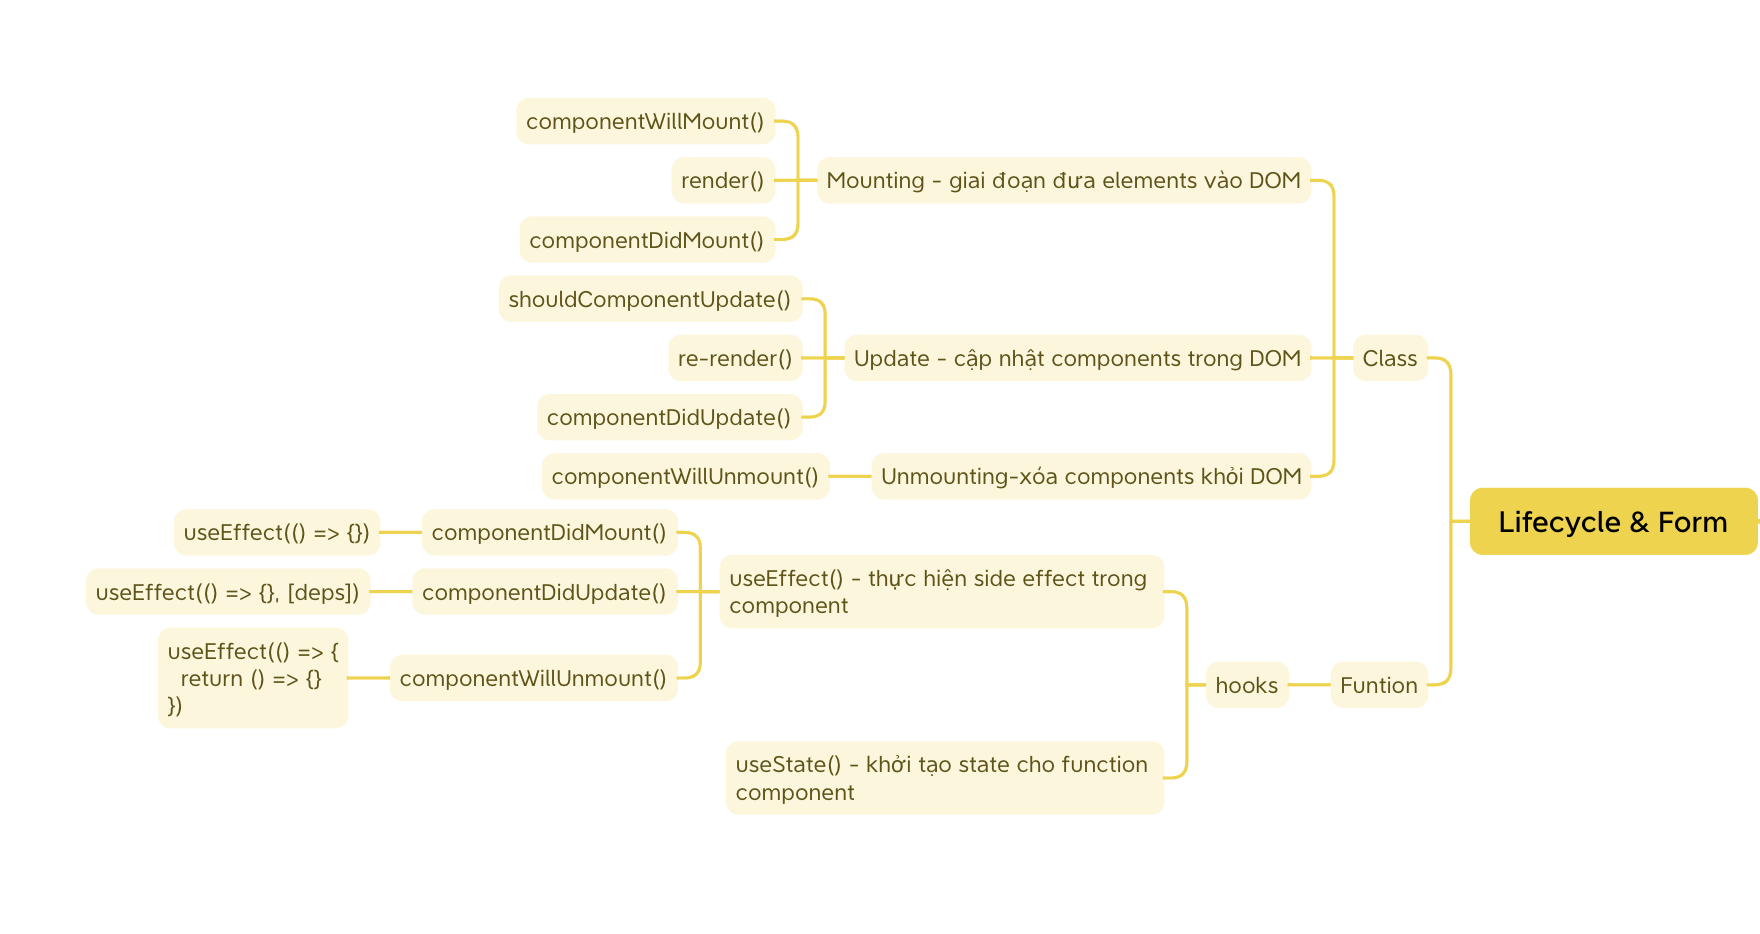 componentWillMount()
render()
Mounting - giai đoạn đưa elements vào DOM
componentDidMount()
shouldComponentUpdate()
re-render()
Update - cập nhật components trong DOM
Class
componentDidUpdate()
componentWillUnmount()
Unmounting-xóa components khỏi DOM
Lifecycle & Form
useEffect(() => {})
componentDidMount()
useEffect(() => {}, [deps])
componentDidUpdate()
useEffect() - thực hiện side effect trong
component
useEffect(() => {
return () => {}
})
componentWillUnmount()
hooks
Funtion
useState() - khởi tạo state cho function
component